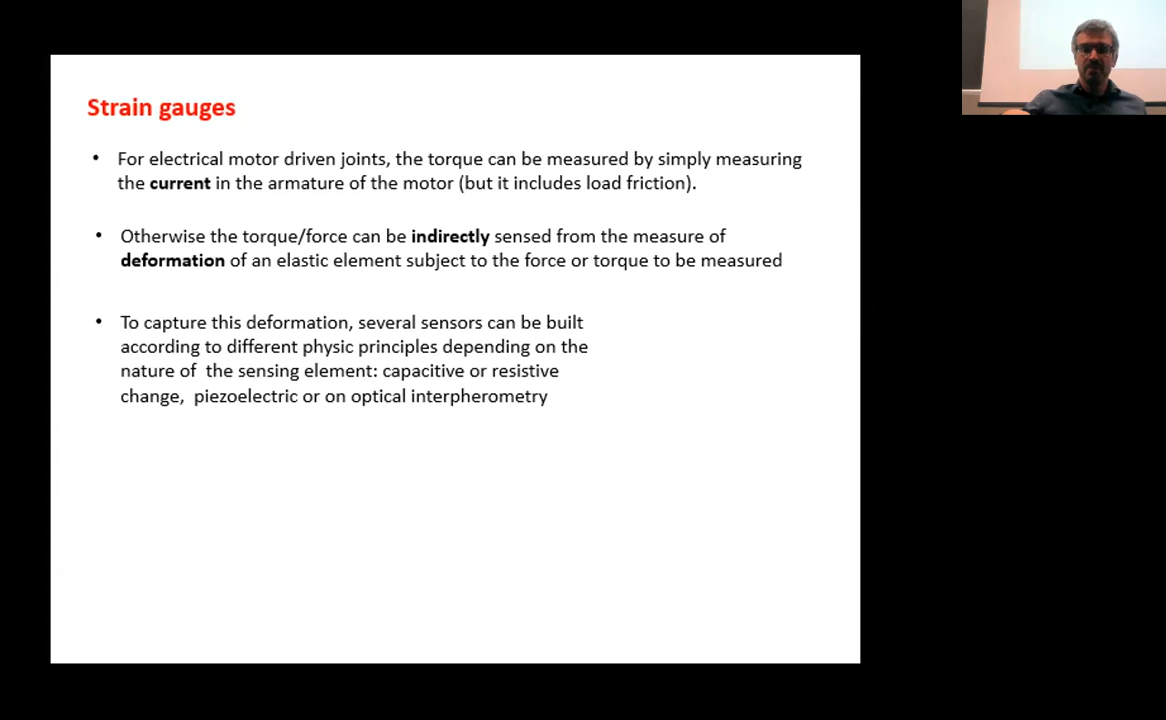 Strain gauges
• For electrical motor driven joints, the torque can be measured by simply measuring
the current in the armature of the motor (but it includes load friction).
• Otherwise the torque/force can be indirectly sensed from the measure of
deformation of an elastic element subject to the force or torque to be measured
• To capture this deformation, several sensors can be built
according to different physic principles depending on the
nature of the sensing element: capacitive or resistive
change, piezoelectric or on optical interpherometry